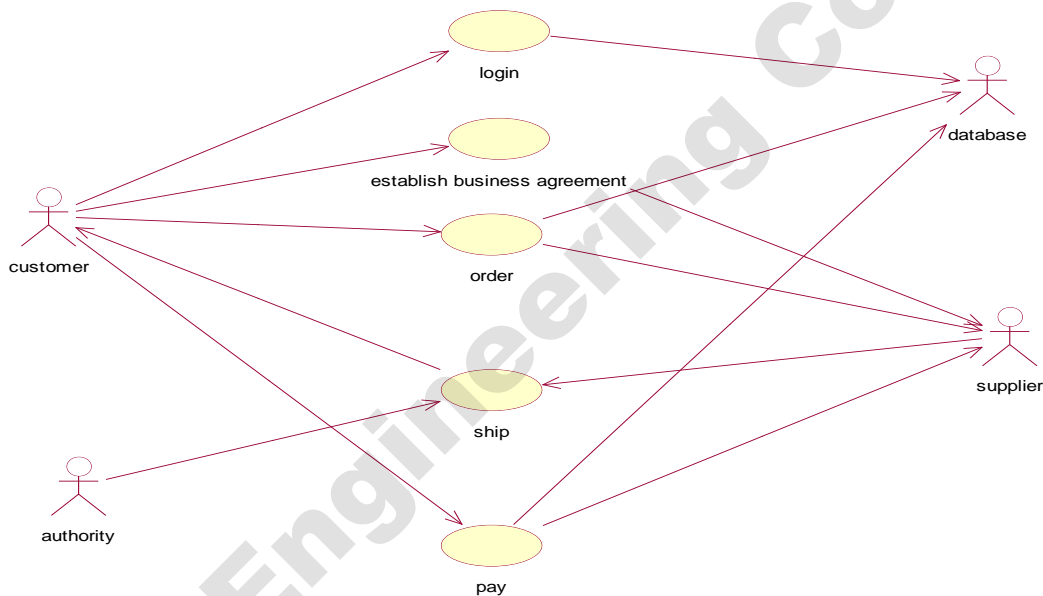 login
database
establish business agreement
customer
order
supplier
ship
authority
pay
Engineering Co